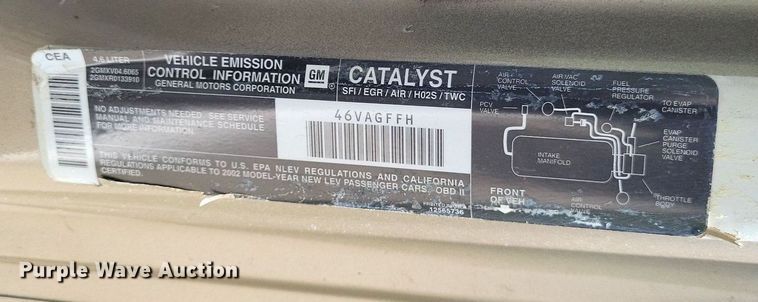 CEA
4.6 LITER
2GMXV04.6065
2GMXR0133910
VEHICLE EMISSION
CONTROL INFORMATION
GENERAL MOTORS CORPORATION
GM
CATALYST
SFI / EGR / AIR / HO2S / TWC
NO ADJUSTMENTS NEEDED. SEE SERVICE
MANUAL AND MAINTENANCE SCHEDULE
FOR MORE INFORMATION.
46VAGFFH
THIS VEHICLE CONFORMS TO U.S. EPA NLEV REGULATIONS AND CALIFORNIA
REGULATIONS APPLICABLE TO 2002 MODEL-YEAR NEW LEV PASSENGER CARS. OBD II
CERTIFIED.
12565736
AIR
CONTROL
VALVE
AIR/VAC
SOLENOID
VALVE
FUEL
PRESSURE
REGULATOR
PCV
VALVE
TO EVAP
CANISTER
EVAP
CANISTER
PURGE
SOLENOID
VALVE
INTAKE
MANIFOLD
FRONT
OF VEH
AIR
CONTROL
THROTTLE
BODY
Purple Wave Auction